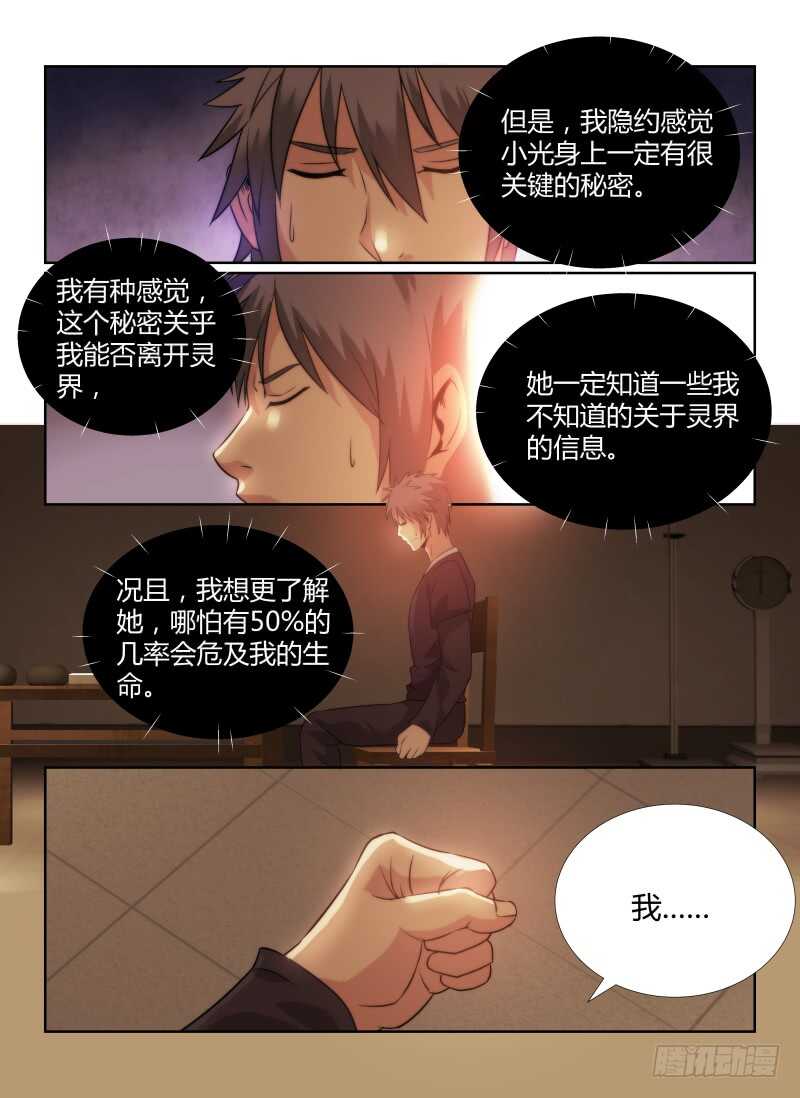 但是，我隐约感觉
小光身上一定有很
关键的秘密。
我有种感觉，
这个秘密关乎
我能否离开灵
界，
她一定知道一些我
不知道的关于灵界
的信息。
况且，我想更了解
她，哪怕有50%的
几率会危及我的生
命。
我……
腾讯动漫